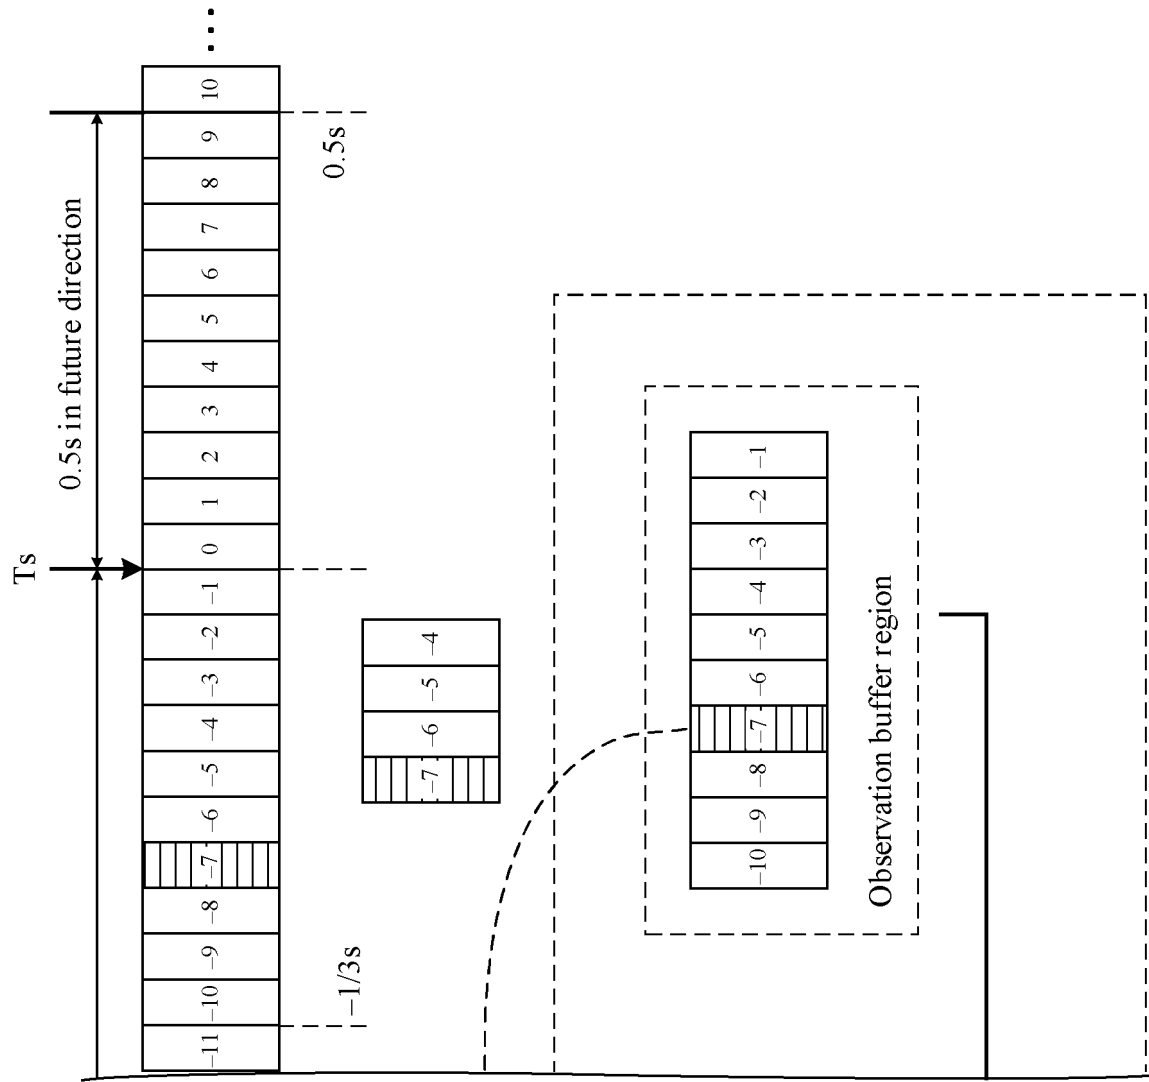 Ts
0.5s in future direction
-11 -10 -9 -8 -7 -6 -5 -4 -3 -2 -1 0 1 2 3 4 5 6 7 8 9 10 ...
-1/3s
0.5s
-7 -6 -5 -4
-10 -9 -8 -7 -6 -5 -4 -3 -2 -1
Observation buffer region